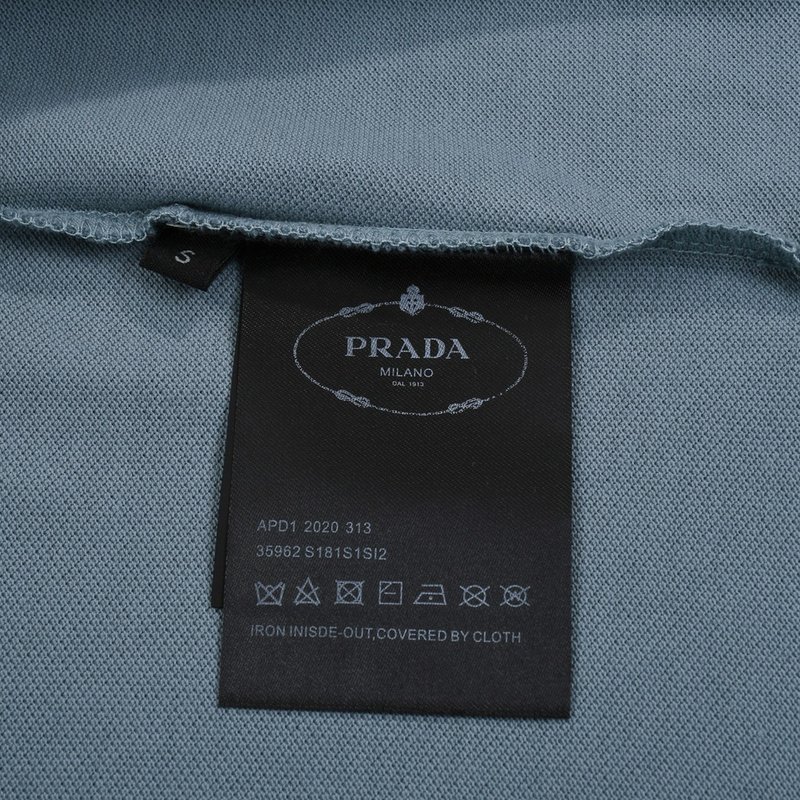 S
PRADA
MILANO
DAL 1913
APD1 2020 313
35962 S181S1SI2
iRON INISDE-OUT,COVERED BY CLOTH